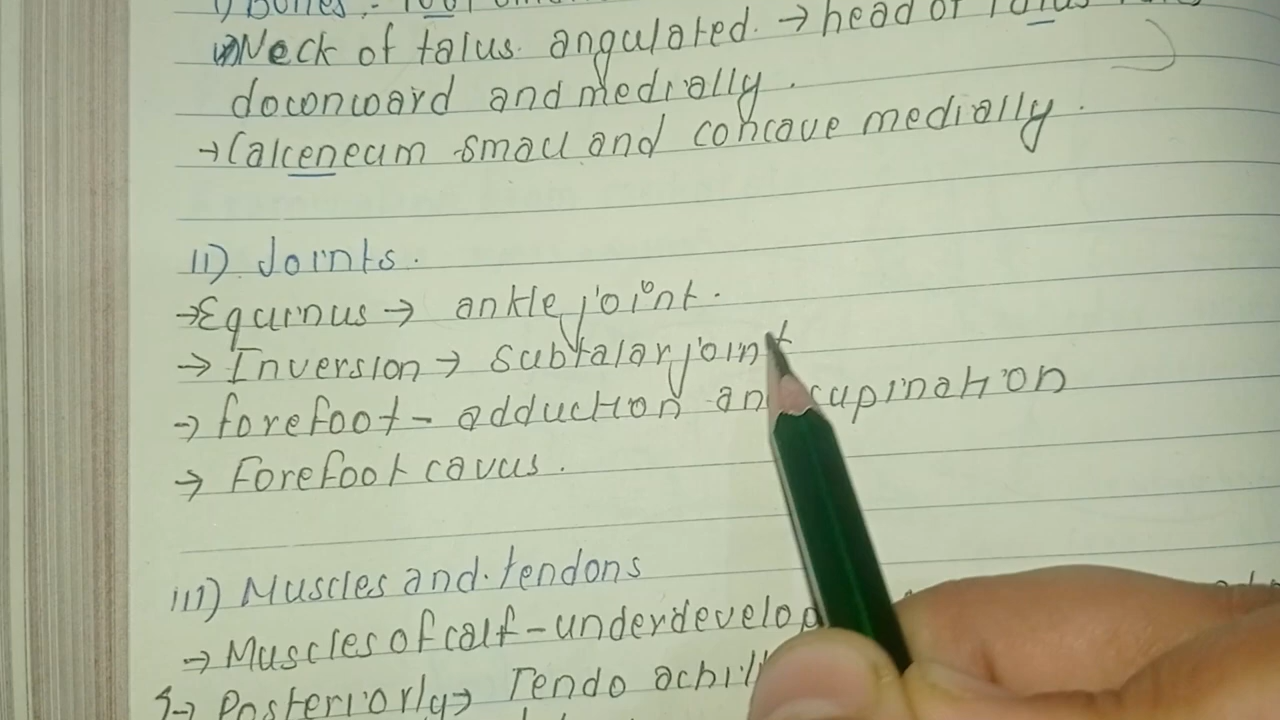 i) Bones :-
Neck of talus angulated. → head of talus
downward and medially.
→ Calceneum small and concave medially.
II) Joints.
→ Equinus → ankle joint.
→ Inversion → subtalar joint
→ forefoot - adduction and supination
→ Forefoot cavus.
III) Muscles and tendons
→ Muscles of calf - underdevelop
→ Posteriorly → Tendo achill